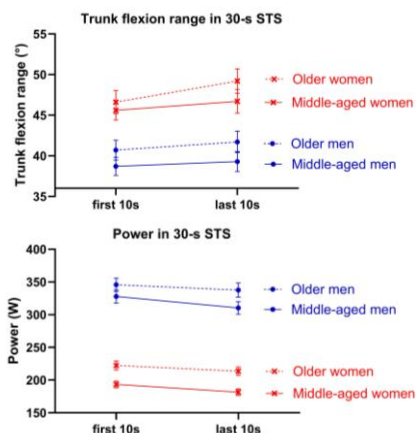 Trunk flexion range in 30-s STS
Trunk flexion range (°)
55
50
45
40
35
Older women
Middle-aged women
Older men
Middle-aged men
first 10s
last 10s
Power in 30-s STS
Power (W)
400
350
300
250
200
150
Older men
Middle-aged men
Older women
Middle-aged women
first 10s
last 10s